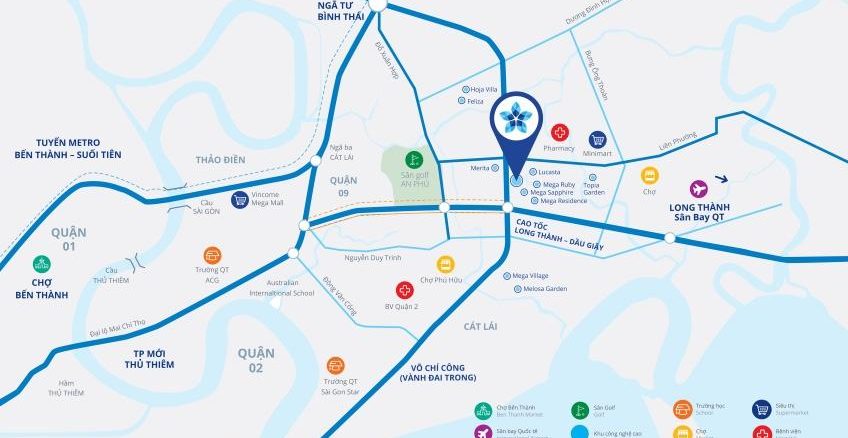 NGÃ TƯ
BÌNH THÁI
Đỗ Xuân Hợp
Bưng Ông Thoàn
Hoja Villa
Feliza
Liên Phường
Pharmacy
Minimart
TUYẾN METRO
BẾN THÀNH – SUỐI TIÊN
THẢO ĐIỀN
Ngã ba
CÁT LÁI
Sân golf
AN PHÚ
Merita
Lucasta
Mega Ruby
Mega Sapphire
Mega Residence
Topia
Garden
Chợ
QUẬN
09
Cầu
SÀI GÒN
Vincome
Mega Mall
LONG THÀNH
Sân Bay QT
CAO TỐC
LONG THÀNH – DẦU GIÂY
QUẬN
01
CHỢ
BẾN THÀNH
Cầu
THỦ THIÊM
Trường QT
ACG
Nguyễn Duy Trinh
Australian
International School
Đồng Văn Cống
Chợ Phú Hữu
BV Quận 2
Mega Village
Melosa Garden
CÁT LÁI
Đại lộ Mai Chí Thọ
TP MỚI
THỦ THIÊM
QUẬN
02
Hầm
THỦ THIÊM
Trường QT
Sài Gon Star
VÕ CHÍ CÔNG
(VÀNH ĐAI TRONG)
Chợ Bến Thành
Ben Thanh Market
Sân Golf
Golf
Trường học
School
Siêu thị
Supermarket
Sân bay Quốc tế
Khu công nghệ cao
Chợ
Bệnh viện